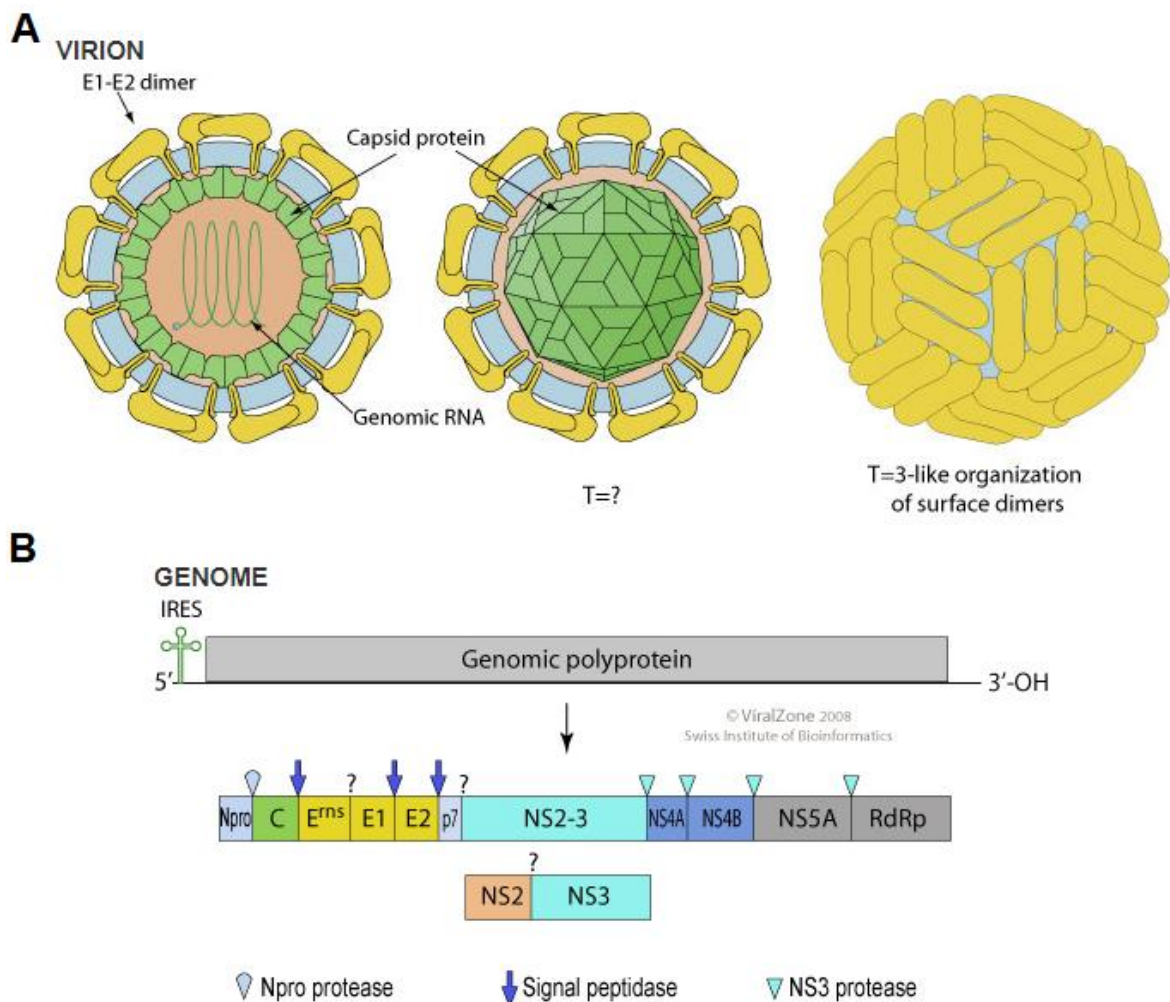 A
VIRION
E1-E2 dimer
Capsid protein
Genomic RNA
T=?
T=3-like organization
of surface dimers
B
GENOME
IRES
Genomic polyprotein
5’
3’-OH
© ViralZone 2008
Swiss Institute of Bioinformatics
? ?
Npro C Erns E1 E2 p7 NS2-3 NS4A NS4B NS5A RdRp
?
NS2 NS3
Npro protease Signal peptidase NS3 protease